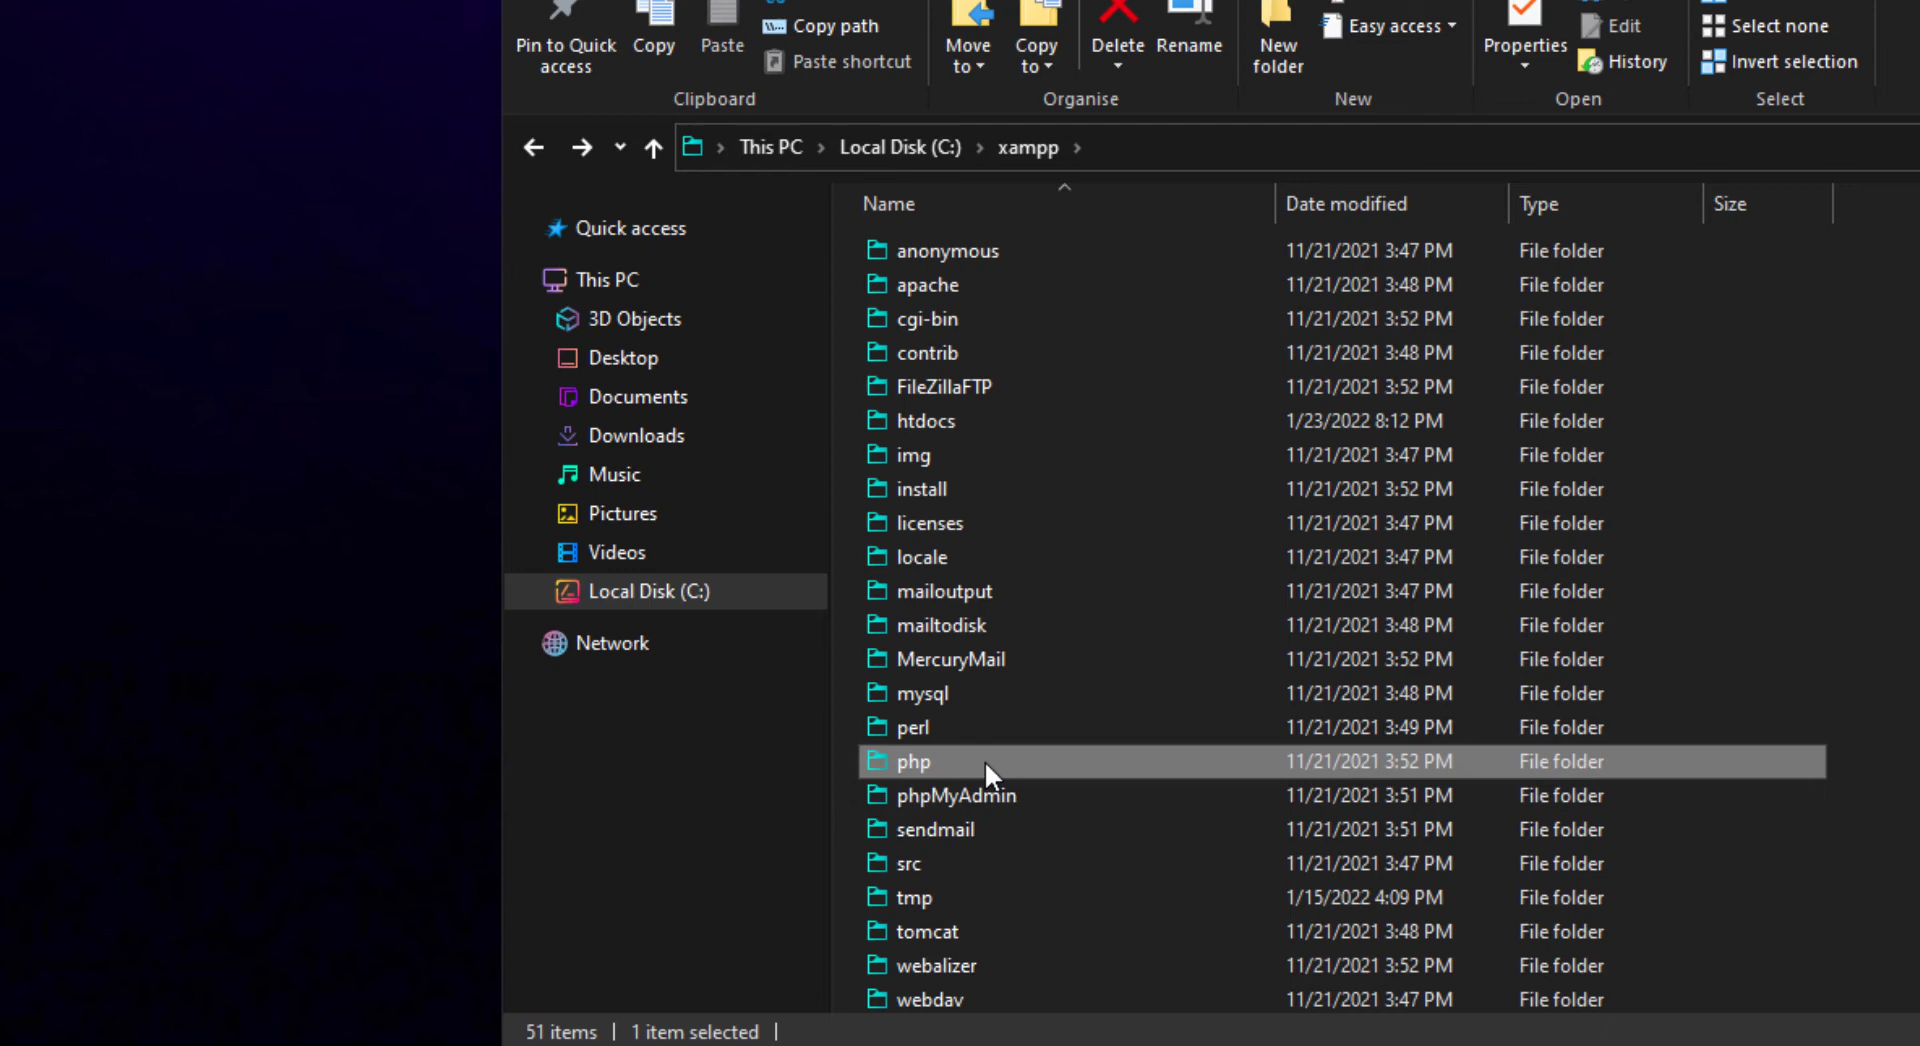 Pin to Quick access
Copy
Paste
Copy path
Paste shortcut
Clipboard
Move to
Copy to
Delete
Rename
Organise
New folder
Easy access
New
Properties
Edit
History
Open
Select none
Invert selection
Select
This PC > Local Disk (C:) > xampp >
Quick access
This PC
3D Objects
Desktop
Documents
Downloads
Music
Pictures
Videos
Local Disk (C:)
Network
Name Date modified Type Size
anonymous 11/21/2021 3:47 PM File folder
apache 11/21/2021 3:48 PM File folder
cgi-bin 11/21/2021 3:52 PM File folder
contrib 11/21/2021 3:48 PM File folder
FileZillaFTP 11/21/2021 3:52 PM File folder
htdocs 1/23/2022 8:12 PM File folder
img 11/21/2021 3:47 PM File folder
install 11/21/2021 3:52 PM File folder
licenses 11/21/2021 3:47 PM File folder
locale 11/21/2021 3:47 PM File folder
mailoutput 11/21/2021 3:47 PM File folder
mailtodisk 11/21/2021 3:48 PM File folder
MercuryMail 11/21/2021 3:52 PM File folder
mysql 11/21/2021 3:48 PM File folder
perl 11/21/2021 3:49 PM File folder
php 11/21/2021 3:52 PM File folder
phpMyAdmin 11/21/2021 3:51 PM File folder
sendmail 11/21/2021 3:51 PM File folder
src 11/21/2021 3:47 PM File folder
tmp 1/15/2022 4:09 PM File folder
tomcat 11/21/2021 3:48 PM File folder
webalizer 11/21/2021 3:52 PM File folder
webdav 11/21/2021 3:47 PM File folder
51 items | 1 item selected |